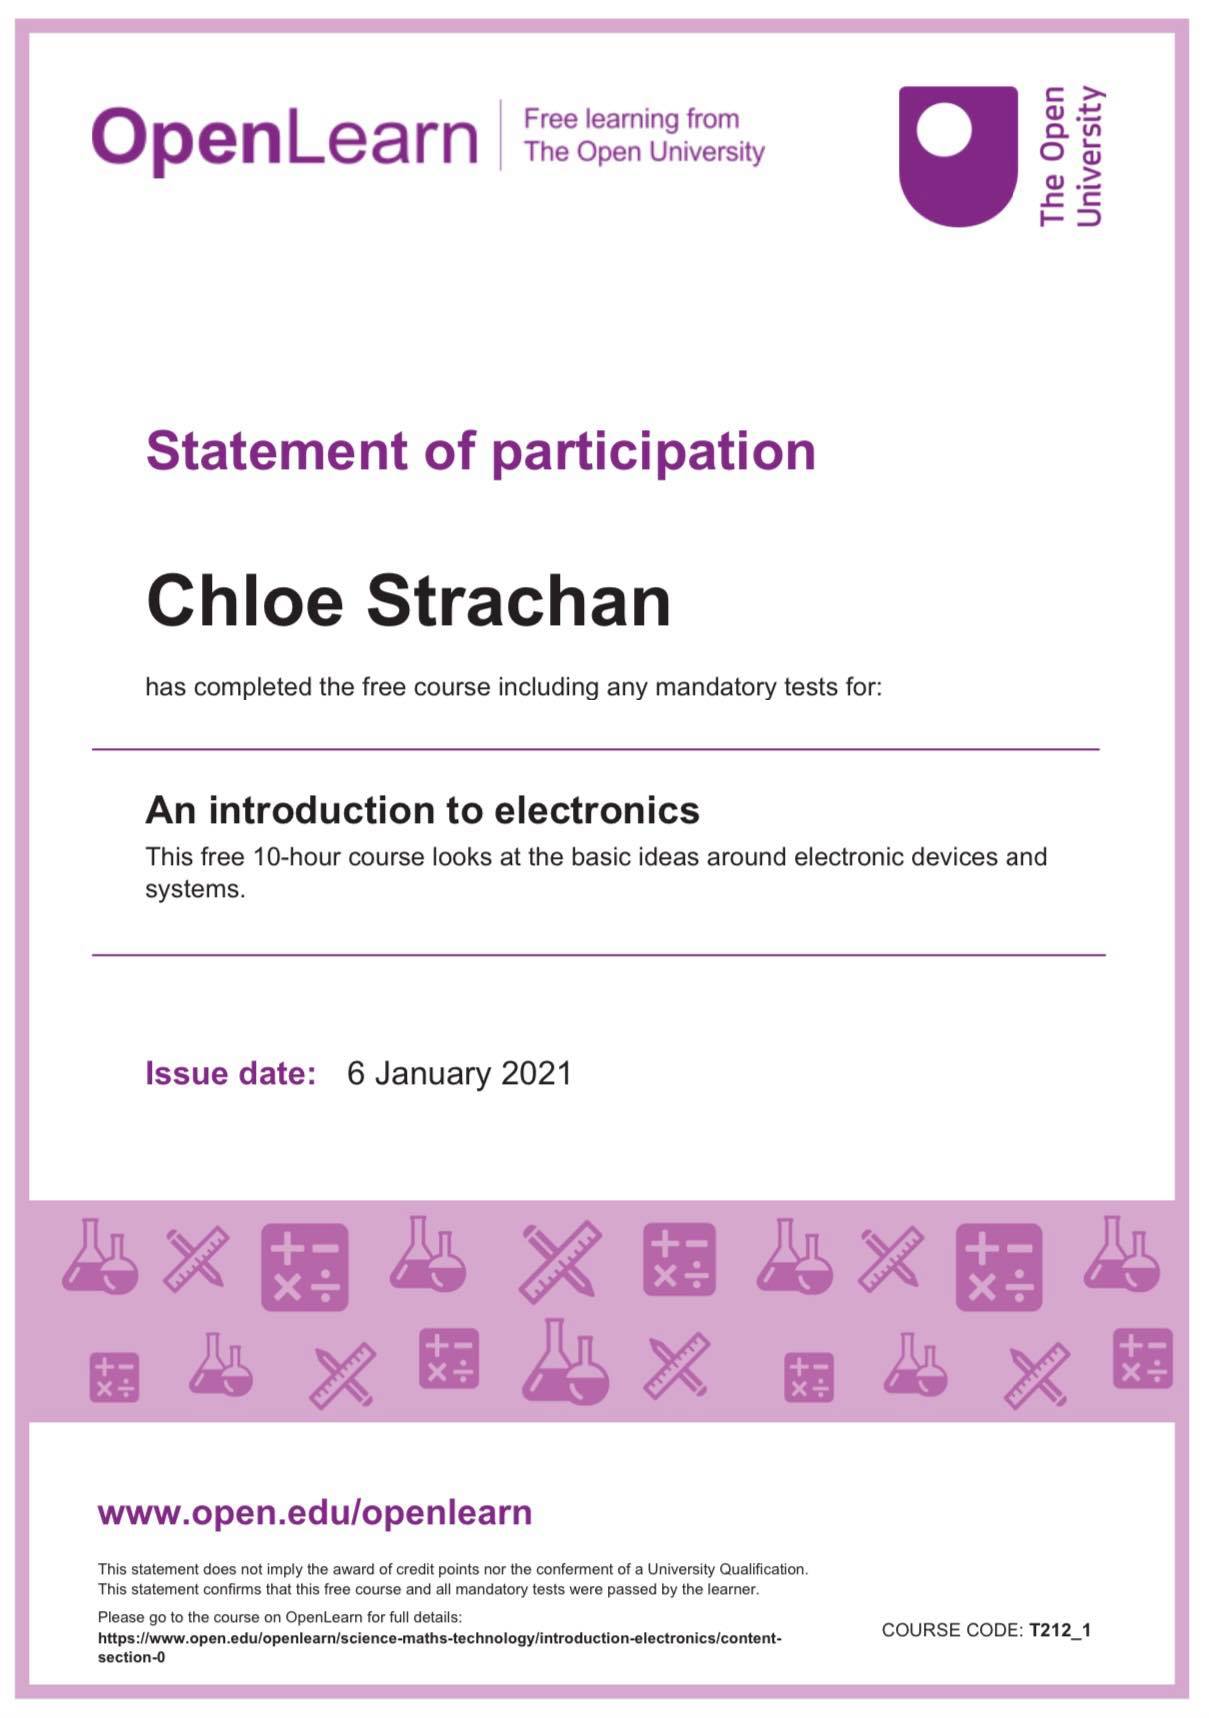 OpenLearn
Free learning from
The Open University
The Open
University
Statement of participation
Chloe Strachan
has completed the free course including any mandatory tests for:
An introduction to electronics
This free 10-hour course looks at the basic ideas around electronic devices and
systems.
Issue date: 6 January 2021
www.open.edu/openlearn
This statement does not imply the award of credit points nor the conferment of a University Qualification.
This statement confirms that this free course and all mandatory tests were passed by the learner.
Please go to the course on OpenLearn for full details:
https://www.open.edu/openlearn/science-maths-technology/introduction-electronics/content-
section-0
COURSE CODE: T212_1